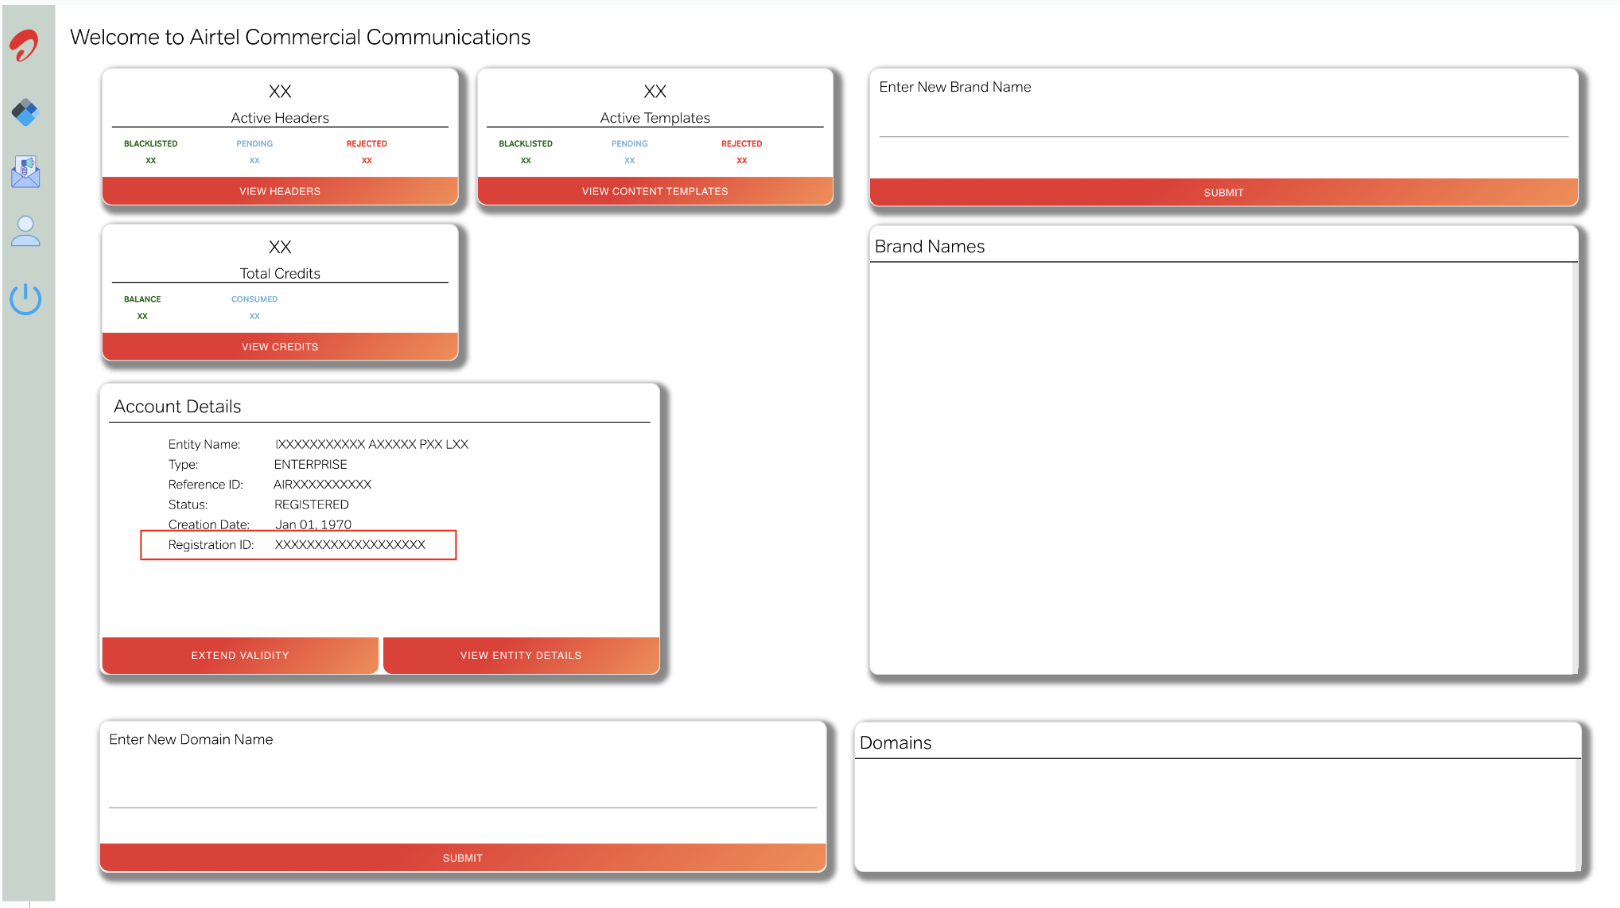 Welcome to Airtel Commercial Communications
XX
Active Headers
BLACKLISTED PENDING REJECTED
XX XX XX
VIEW HEADERS
XX
Active Templates
BLACKLISTED PENDING REJECTED
XX XX XX
VIEW CONTENT TEMPLATES
Enter New Brand Name
SUBMIT
XX
Total Credits
BALANCE CONSUMED
XX XX
VIEW CREDITS
Brand Names
Account Details
Entity Name: IXXXXXXXXXXX AXXXXX PXX LXX
Type: ENTERPRISE
Reference ID: AIRXXXXXXXXXX
Status: REGISTERED
Creation Date: Jan 01, 1970
Registration ID: XXXXXXXXXXXXXXXXXXX
EXTEND VALIDITY VIEW ENTITY DETAILS
Enter New Domain Name
SUBMIT
Domains